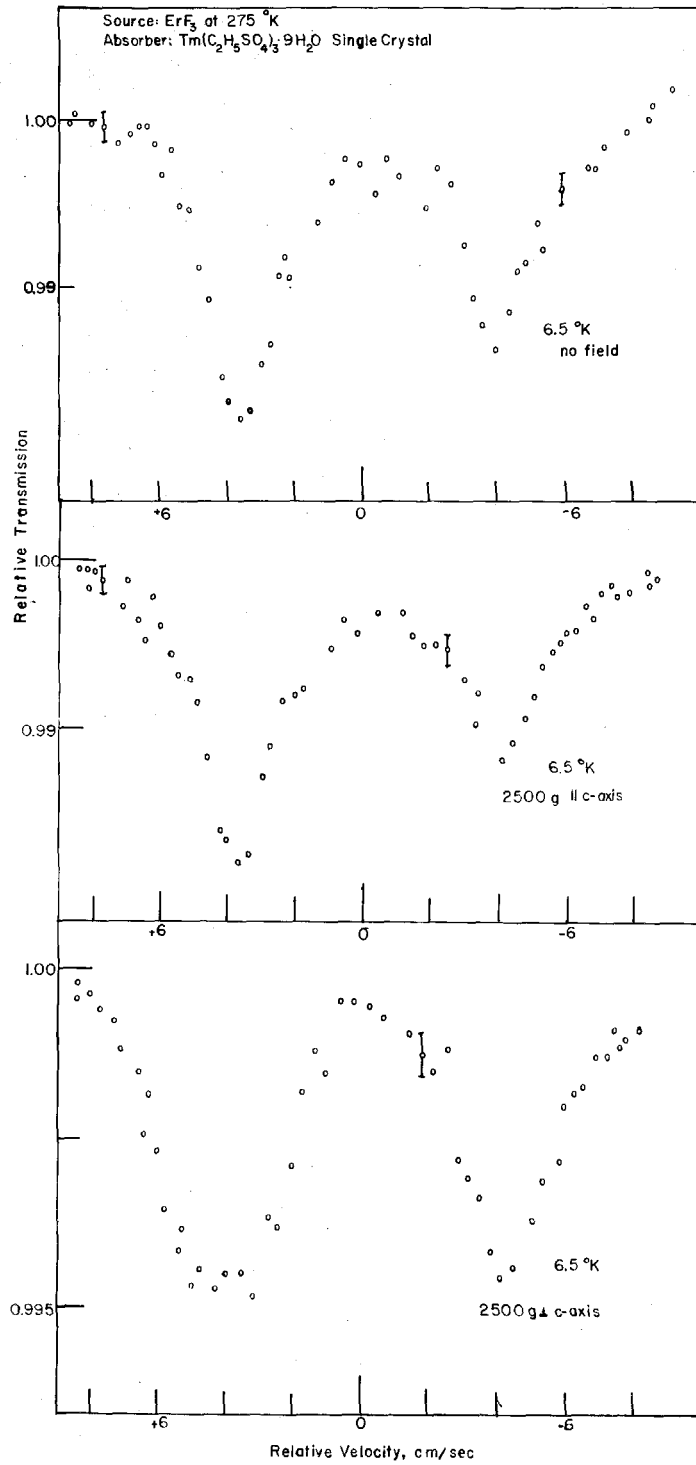 Source: ErF₃ at 275 °K
Absorber: Tm(C₂H₅SO₄)₃·9H₂O Single Crystal
1.00
0.99
6.5 °K
no field
+6
0
-6
Relative Transmission
1.00
0.99
6.5 °K
2500 g || c-axis
+6
0
-6
1.00
0.995
6.5 °K
2500 g ⊥ c-axis
+6
0
-6
Relative Velocity, cm/sec